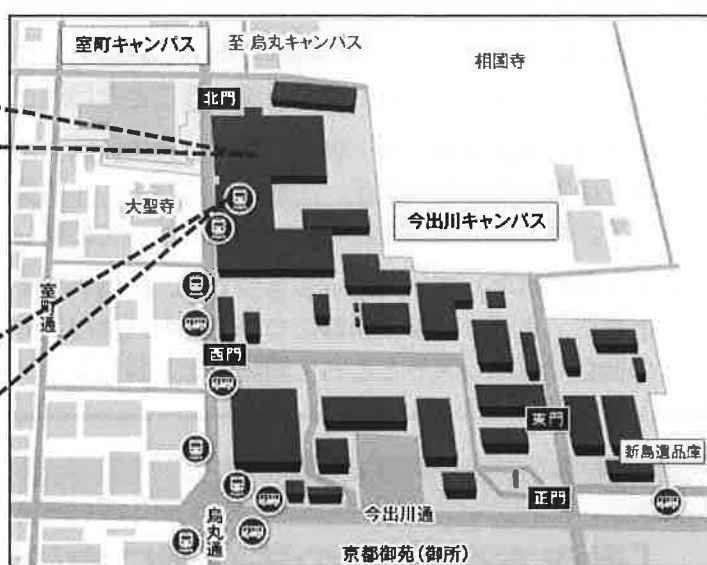 室町キャンパス
至 烏丸キャンパス
相国寺
北門
大聖寺
今出川キャンパス
室町通
西門
東門
新島遺品庫
正門
今出川通
烏丸通
京都御苑(御所)